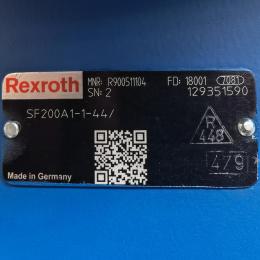 Rexroth
MNR: R900511104 FD: 18001 7081
SN: 2 129351590
SF200A1-1-44/
448
479
Made in Germany